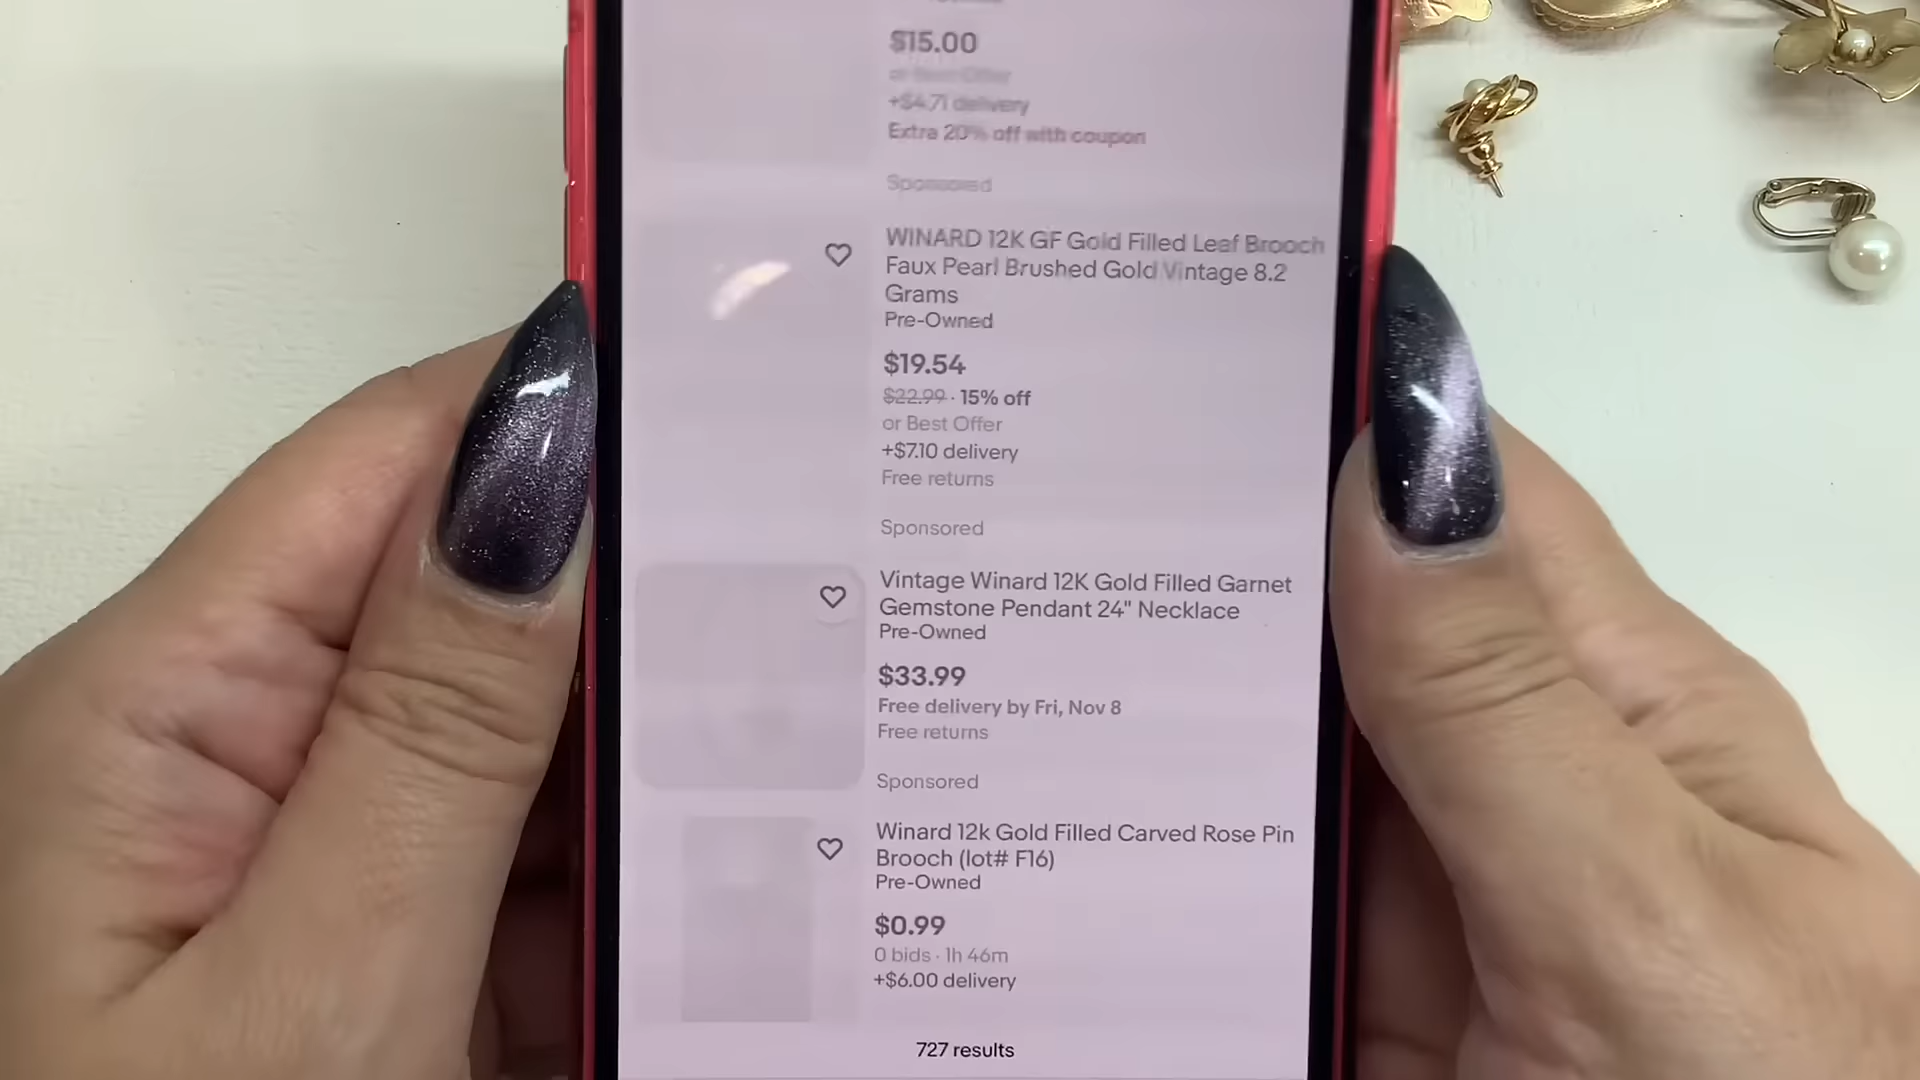 $15.00
or Best Offer
+$4.71 delivery
Extra 20% off with coupon
Sponsored
WINARD 12K GF Gold Filled Leaf Brooch
Faux Pearl Brushed Gold Vintage 8.2
Grams
Pre-Owned
$19.54
$22.99 · 15% off
or Best Offer
+$7.10 delivery
Free returns
Sponsored
Vintage Winard 12K Gold Filled Garnet
Gemstone Pendant 24" Necklace
Pre-Owned
$33.99
Free delivery by Fri, Nov 8
Free returns
Sponsored
Winard 12k Gold Filled Carved Rose Pin
Brooch (lot# F16)
Pre-Owned
$0.99
0 bids · 1h 46m
+$6.00 delivery
727 results